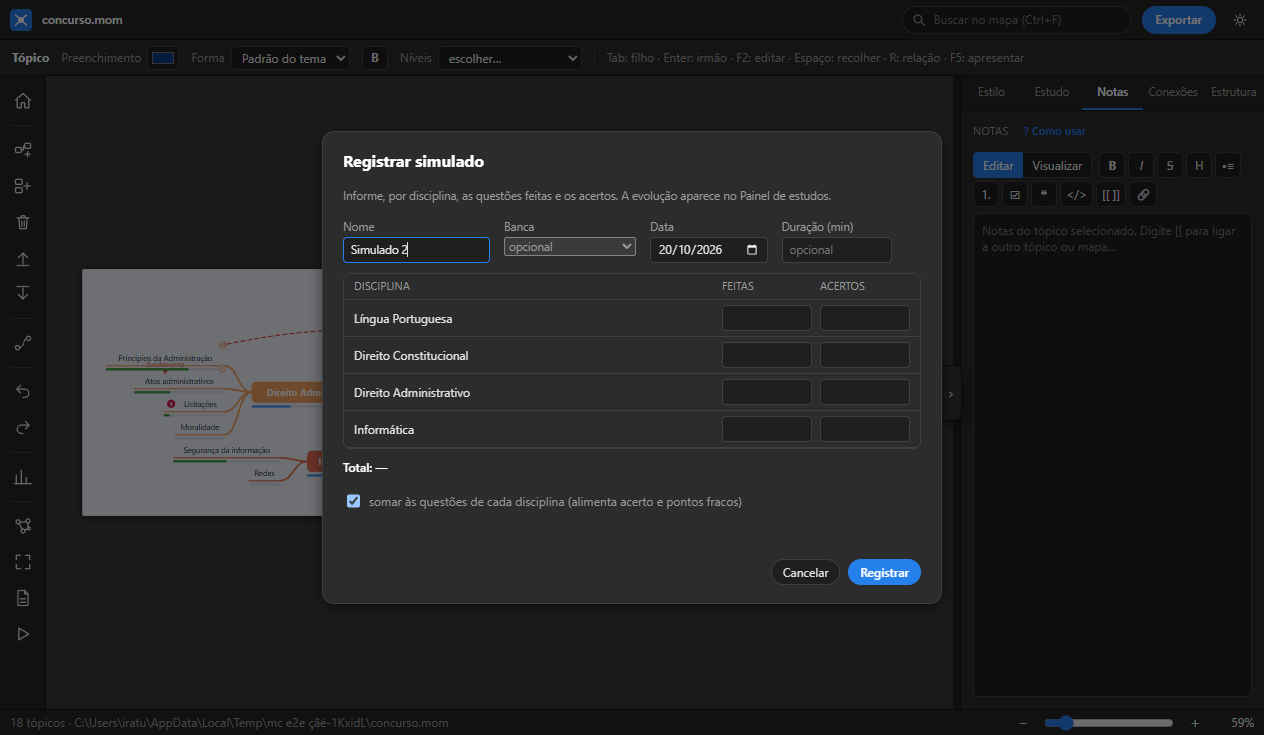 concurso.mom
Buscar no mapa (Ctrl+F)
Exportar
Tópico
Preenchimento
Forma
Padrão do tema
B
Níveis
escolher...
Tab: filho · Enter: irmão · F2: editar · Espaço: recolher · R: relação · F5: apresentar
Estilo
Estudo
Notas
Conexões
Estrutura
NOTAS
? Como usar
Editar
Visualizar
B
I
S
H
•≡
1.
☑
❝
</>
[[ ]]
Notas do tópico selecionado. Digite [[ para ligar
a outro tópico ou mapa...
Registrar simulado
Informe, por disciplina, as questões feitas e os acertos. A evolução aparece no Painel de estudos.
Nome
Banca
Data
Duração (min)
Simulado 2
opcional
20/10/2026
opcional
DISCIPLINA
FEITAS
ACERTOS
Língua Portuguesa
Direito Constitucional
Direito Administrativo
Informática
Total: —
somar às questões de cada disciplina (alimenta acerto e pontos fracos)
Cancelar
Registrar
Princípios da Administração
fundamenta
Atos administrativos
Licitações
Moralidade
Direito Adm
Segurança da informação
Redes
I
18 tópicos · C:\Users\iratu\AppData\Local\Temp\mc e2e çãé-1KxidL\concurso.mom
−
+
59%